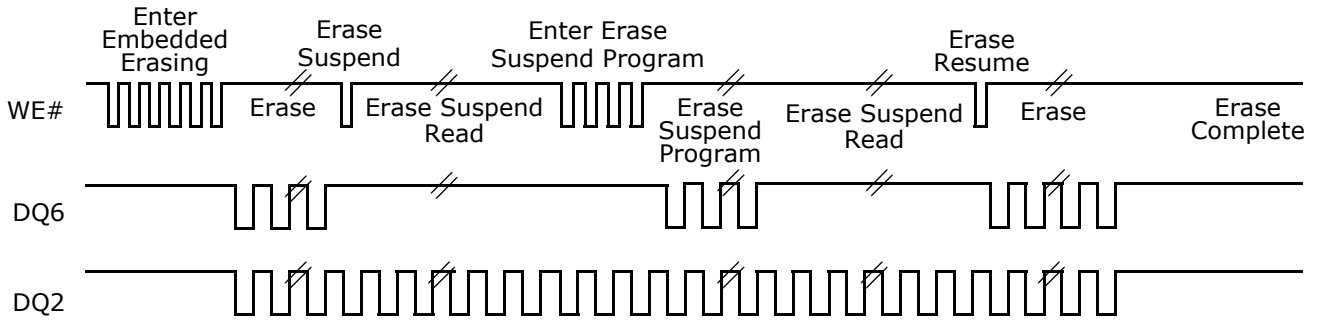 Enter
Embedded
Erasing
Erase
Suspend
Enter Erase
Suspend Program
Erase
Resume
WE#
Erase
Erase Suspend
Read
Erase
Suspend
Program
Erase Suspend
Read
Erase
Erase
Complete
DQ6
DQ2